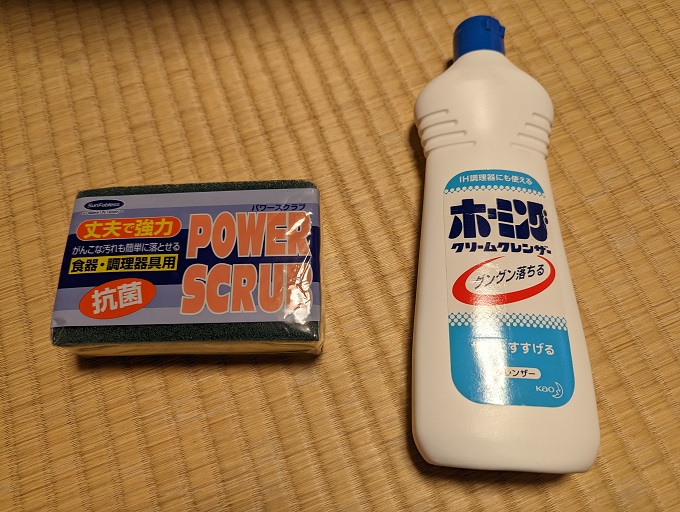 SunFabless
パワースクラブ
丈夫で強力
がんこな汚れも簡単に落とせる
食器・調理器具用
抗菌
POWER
SCRUB
IH調理器にも使える
ホーミング
クリームクレンザー
グングン落ちる
すすげる
レンザー
Kao